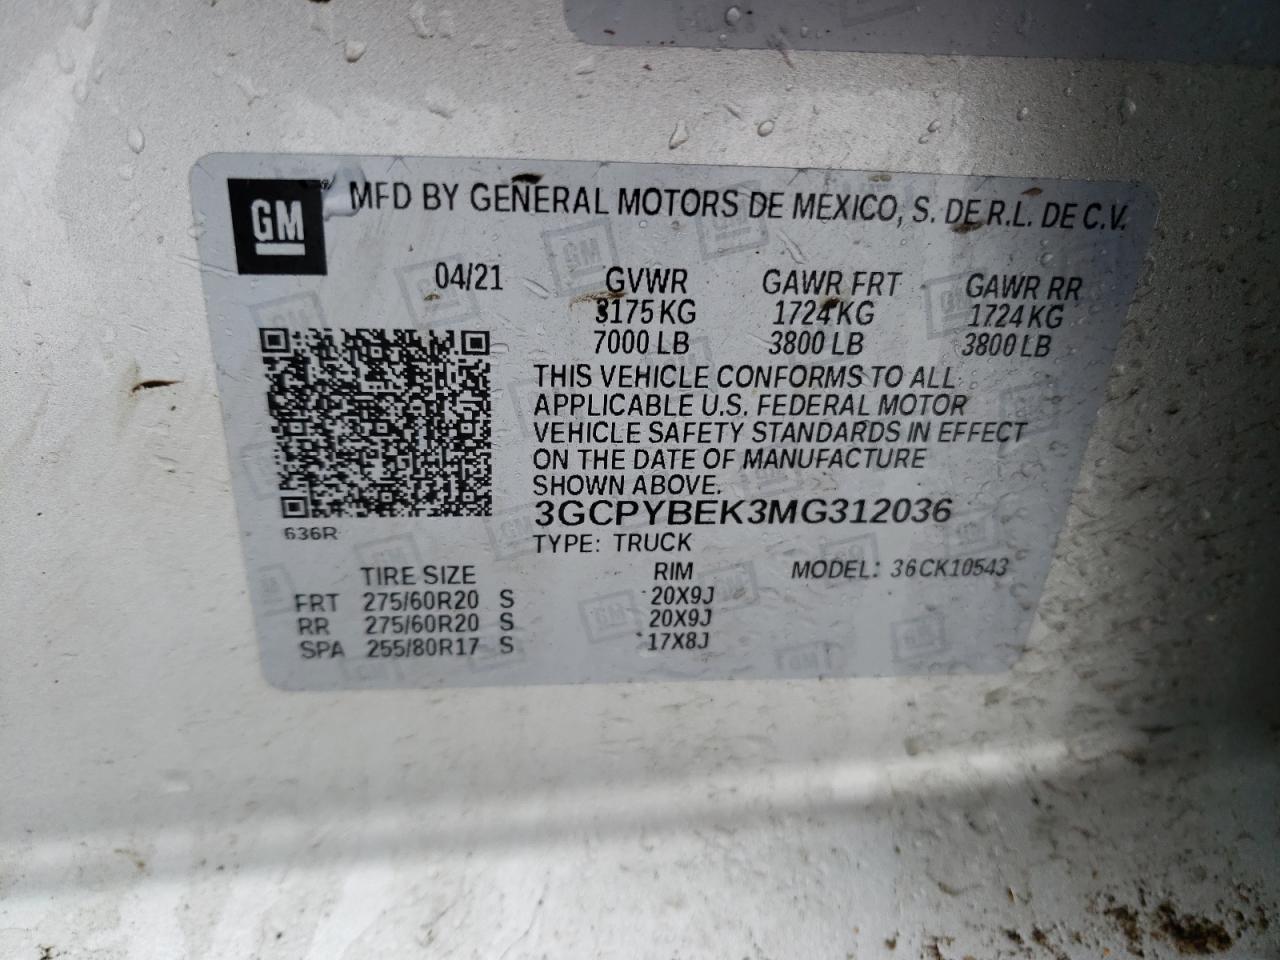 GM MFD BY GENERAL MOTORS DE MEXICO, S. DE R.L. DE C.V.
04/21 GVWR GAWR FRT GAWR RR
3175 KG 1724 KG 1724 KG
7000 LB 3800 LB 3800 LB
THIS VEHICLE CONFORMS TO ALL
APPLICABLE U.S. FEDERAL MOTOR
VEHICLE SAFETY STANDARDS IN EFFECT
ON THE DATE OF MANUFACTURE
SHOWN ABOVE.
3GCPYBEK3MG312036
636R TYPE: TRUCK
TIRE SIZE RIM MODEL: 36CK10543
FRT 275/60R20 S 20X9J
RR 275/60R20 S 20X9J
SPA 255/80R17 S 17X8J